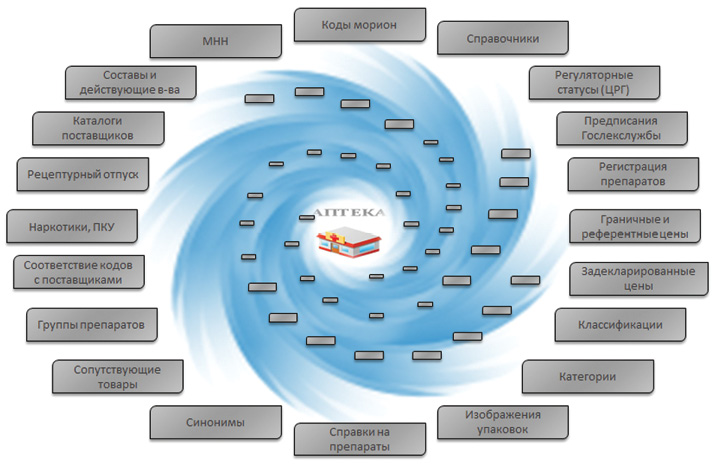 Коды морион
МНН
Справочники
Составы и
действующие в-ва
Регуляторные
статусы (ЦРГ)
Каталоги
поставщиков
Предписания
Гослекслужбы
Рецептурный отпуск
Регистрация
препаратов
АПТЕКА
Наркотики, ПКУ
Граничные и
референтные цены
Соответствие кодов
с поставщиками
Задекларированные
цены
Группы препаратов
Классификации
Сопутствующие
товары
Категории
Синонимы
Изображения
упаковок
Справки на
препараты